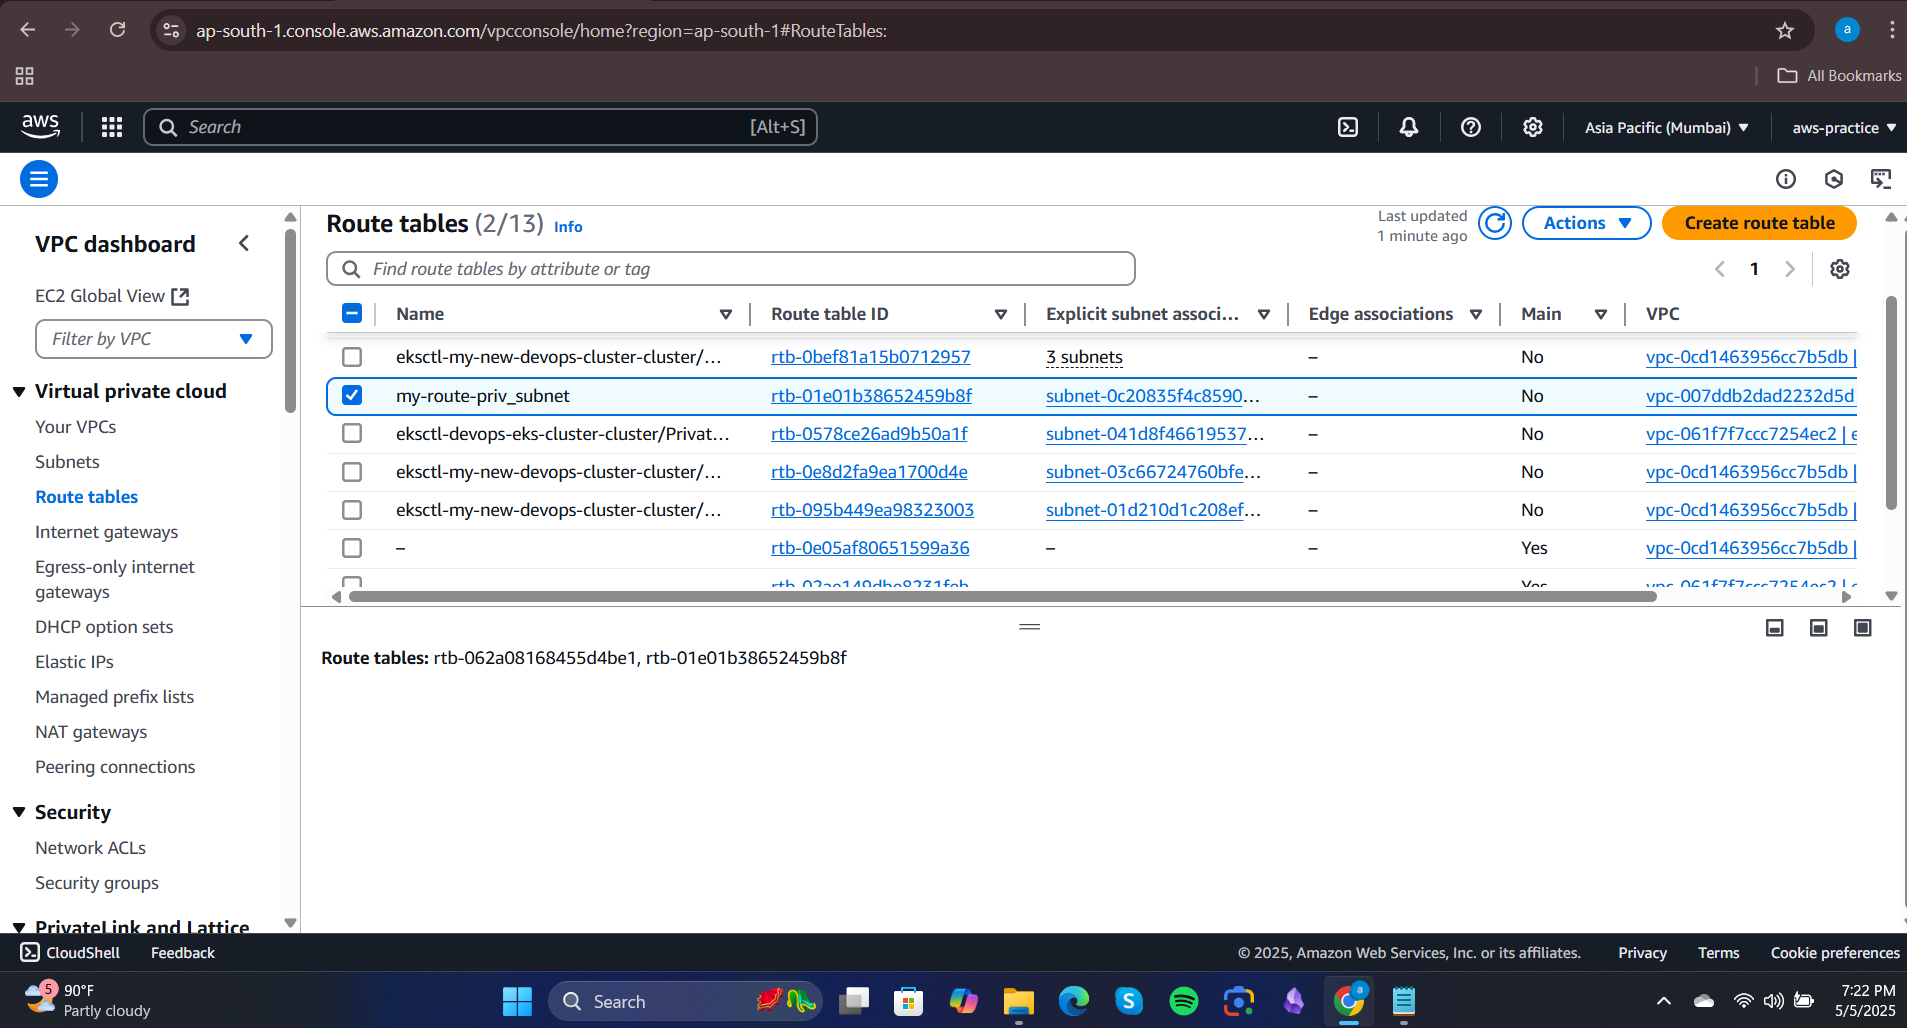 ap-south-1.console.aws.amazon.com/vpcconsole/home?region=ap-south-1#RouteTables:
a
All Bookmarks
aws
Search
[Alt+S]
Asia Pacific (Mumbai)
aws-practice
VPC dashboard
EC2 Global View
Filter by VPC
Virtual private cloud
Your VPCs
Subnets
Route tables
Internet gateways
Egress-only internet
gateways
DHCP option sets
Elastic IPs
Managed prefix lists
NAT gateways
Peering connections
Security
Network ACLs
Security groups
PrivateLink and Lattice
Route tables (2/13) Info
Last updated
1 minute ago
Actions
Create route table
Find route tables by attribute or tag
1
Name Route table ID Explicit subnet associ... Edge associations Main VPC
eksctl-my-new-devops-cluster-cluster/... rtb-0bef81a15b0712957 3 subnets – No vpc-0cd1463956cc7b5db |
my-route-priv_subnet rtb-01e01b38652459b8f subnet-0c20835f4c8590... – No vpc-007ddb2dad2232d5d
eksctl-devops-eks-cluster-cluster/Privat... rtb-0578ce26ad9b50a1f subnet-041d8f46619537... – No vpc-061f7f7ccc7254ec2 | e
eksctl-my-new-devops-cluster-cluster/... rtb-0e8d2fa9ea1700d4e subnet-03c66724760bfe... – No vpc-0cd1463956cc7b5db |
eksctl-my-new-devops-cluster-cluster/... rtb-095b449ea98323003 subnet-01d210d1c208ef... – No vpc-0cd1463956cc7b5db |
– rtb-0e05af80651599a36 – – Yes vpc-0cd1463956cc7b5db |
rtb-02ae149dbe8231feb Yes vpc-061f7f7ccc7254ec2 | e
Route tables: rtb-062a08168455d4be1, rtb-01e01b38652459b8f
CloudShell
Feedback
© 2025, Amazon Web Services, Inc. or its affiliates.
Privacy
Terms
Cookie preferences
5
90°F
Partly cloudy
Search
a
7:22 PM
5/5/2025